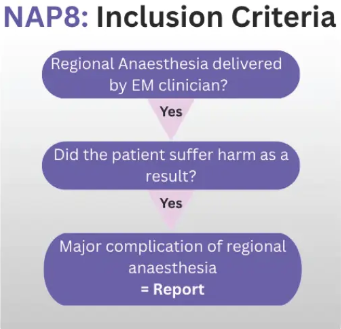 NAP8: Inclusion Criteria
Regional Anaesthesia delivered
by EM clinician?
Yes
Did the patient suffer harm as a
result?
Yes
Major complication of regional
anaesthesia
= Report